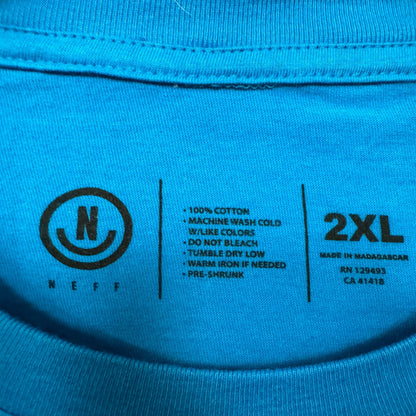 N
NEFF
• 100% COTTON
• MACHINE WASH COLD
W/LIKE COLORS
• DO NOT BLEACH
• TUMBLE DRY LOW
• WARM IRON IF NEEDED
• PRE-SHRUNK
2XL
MADE IN MADAGASCAR
RN 129493
CA 41418